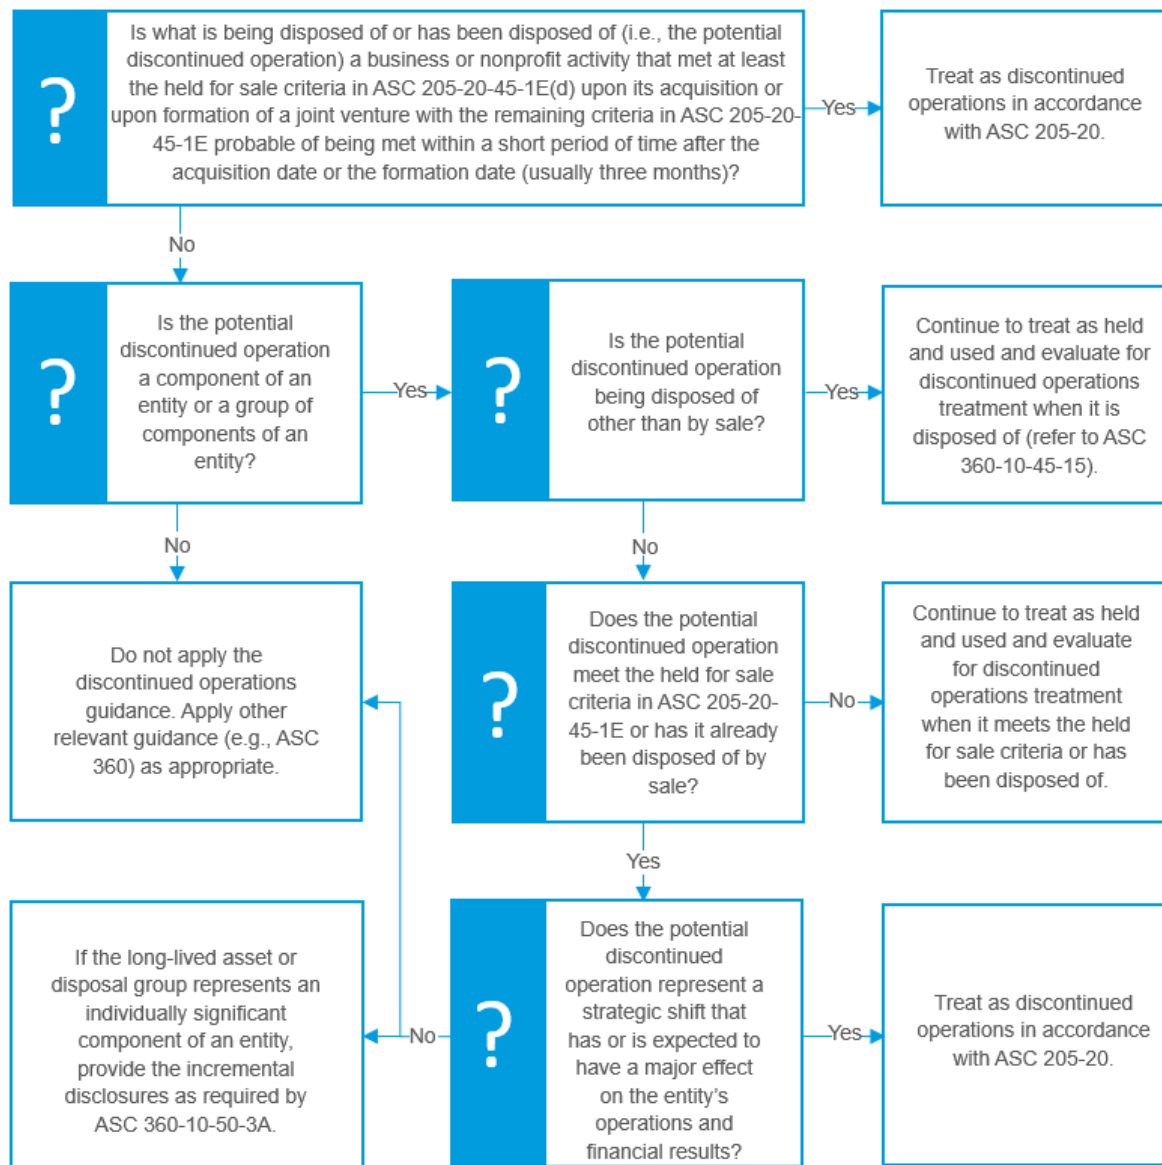 ?
Is what is being disposed of or has been disposed of (i.e., the potential
discontinued operation) a business or nonprofit activity that met at least
the held for sale criteria in ASC 205-20-45-1E(d) upon its acquisition or
upon formation of a joint venture with the remaining criteria in ASC 205-20-
45-1E probable of being met within a short period of time after the
acquisition date or the formation date (usually three months)?
Yes
Treat as discontinued
operations in accordance
with ASC 205-20.
No
?
Is the potential
discontinued operation
a component of an
entity or a group of
components of an
entity?
Yes
?
Is the potential
discontinued operation
being disposed of
other than by sale?
Yes
Continue to treat as held
and used and evaluate for
discontinued operations
treatment when it is
disposed of (refer to ASC
360-10-45-15).
No
No
Do not apply the
discontinued operations
guidance. Apply other
relevant guidance (e.g., ASC
360) as appropriate.
?
Does the potential
discontinued operation
meet the held for sale
criteria in ASC 205-20-
45-1E or has it already
been disposed of by
sale?
No
Continue to treat as held
and used and evaluate
for discontinued
operations treatment
when it meets the held
for sale criteria or has
been disposed of.
Yes
If the long-lived asset or
disposal group represents an
individually significant
component of an entity,
provide the incremental
disclosures as required by
ASC 360-10-50-3A.
No
?
Does the potential
discontinued
operation represent a
strategic shift that
has or is expected to
have a major effect
on the entity's
operations and
financial results?
Yes
Treat as discontinued
operations in accordance
with ASC 205-20.